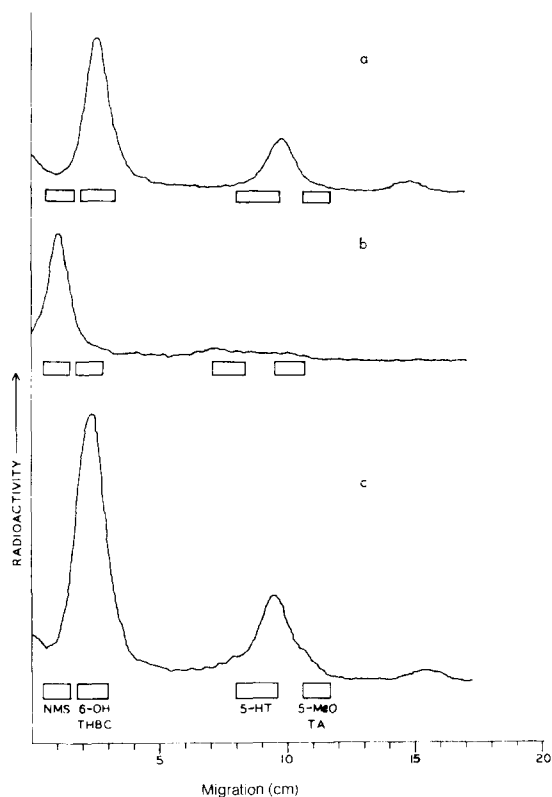 a
b
c
RADIOACTIVITY
NMS 6-OH 5-HT 5-MeO
THBC TA
5 10 15 20
Migration (cm)